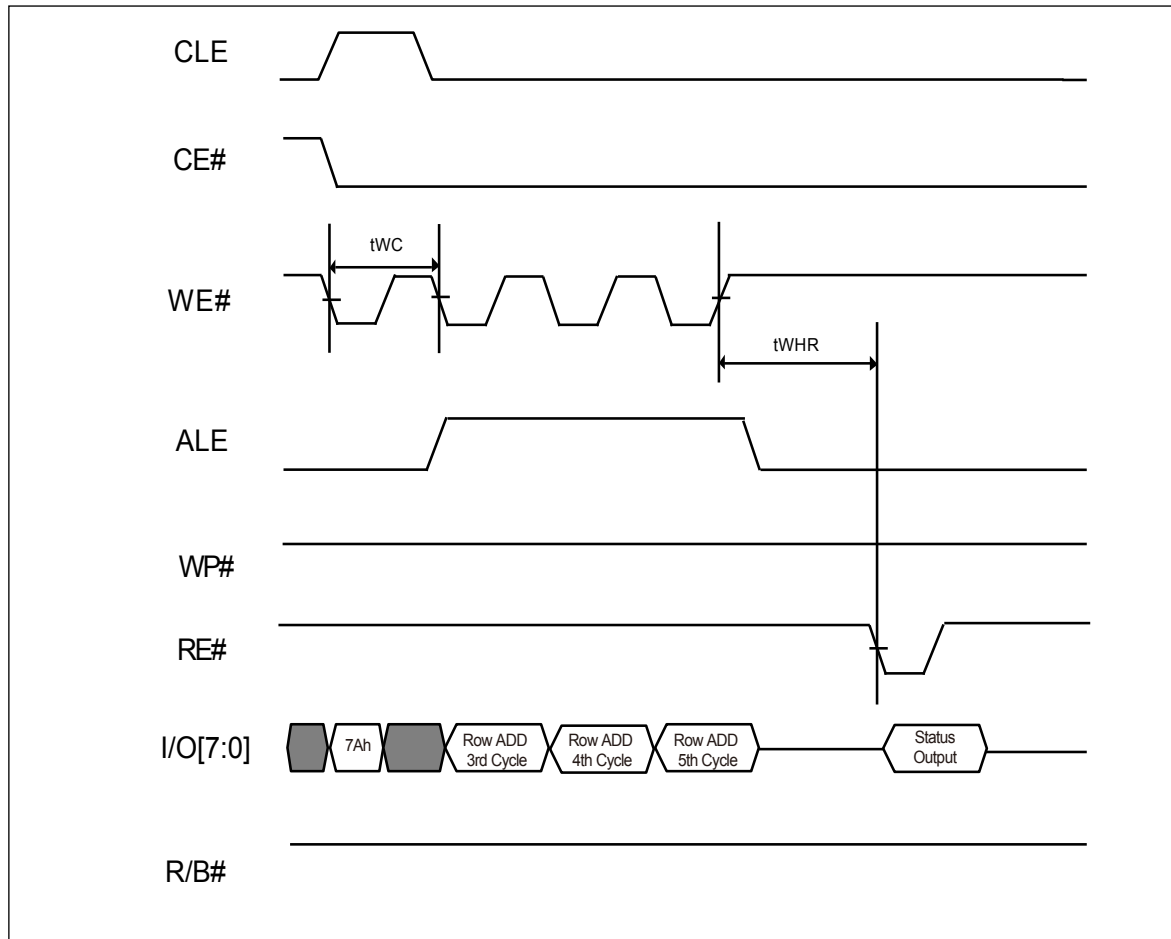 CLE
CE#
tWC
WE#
tWHR
ALE
WP#
RE#
I/O[7:0]
7Ah
Row ADD
3rd Cycle
Row ADD
4th Cycle
Row ADD
5th Cycle
Status
Output
R/B#